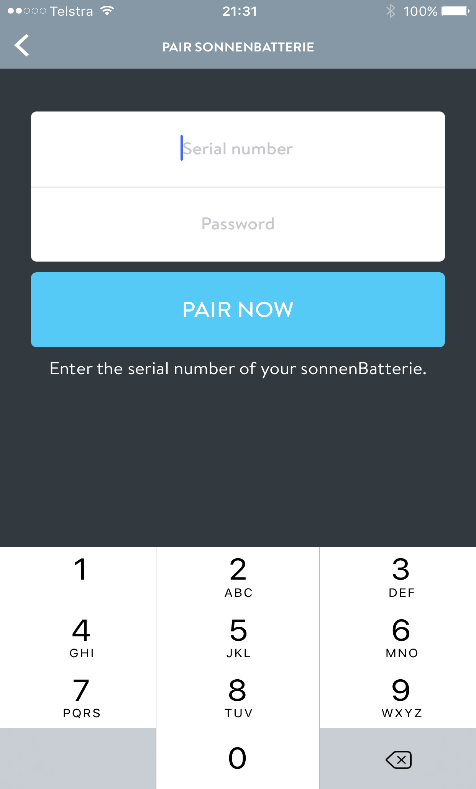 Telstra 21:31 100%
PAIR SONNENBATTERIE
Serial number
Password
PAIR NOW
Enter the serial number of your sonnenBatterie.
1 2 3
ABC DEF
4 5 6
GHI JKL MNO
7 8 9
PQRS TUV WXYZ
0